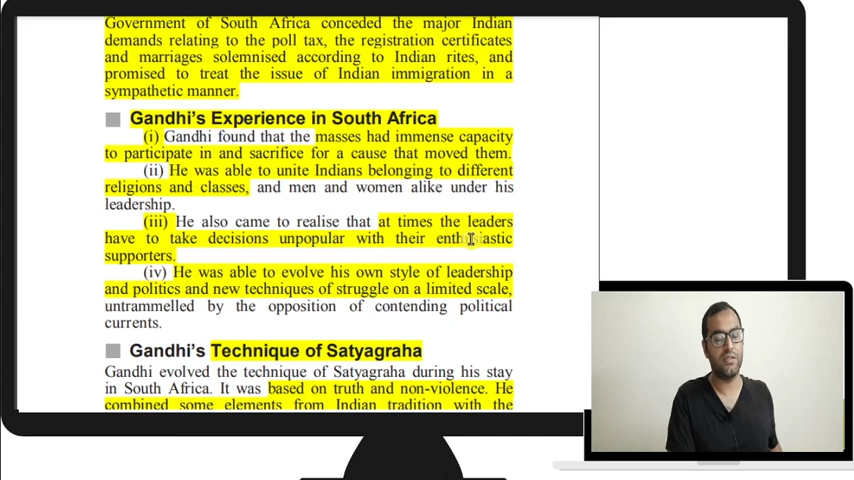 Government of South Africa conceded the major Indian
demands relating to the poll tax, the registration certificates
and marriages solemnised according to Indian rites, and
promised to treat the issue of Indian immigration in a
sympathetic manner.
Gandhi's Experience in South Africa
(i) Gandhi found that the masses had immense capacity
to participate in and sacrifice for a cause that moved them.
(ii) He was able to unite Indians belonging to different
religions and classes, and men and women alike under his
leadership.
(iii) He also came to realise that at times the leaders
have to take decisions unpopular with their enthusiastic
supporters.
(iv) He was able to evolve his own style of leadership
and politics and new techniques of struggle on a limited scale,
untrammelled by the opposition of contending political
currents.
Gandhi's Technique of Satyagraha
Gandhi evolved the technique of Satyagraha during his stay
in South Africa. It was based on truth and non-violence. He
combined some elements from Indian tradition with the